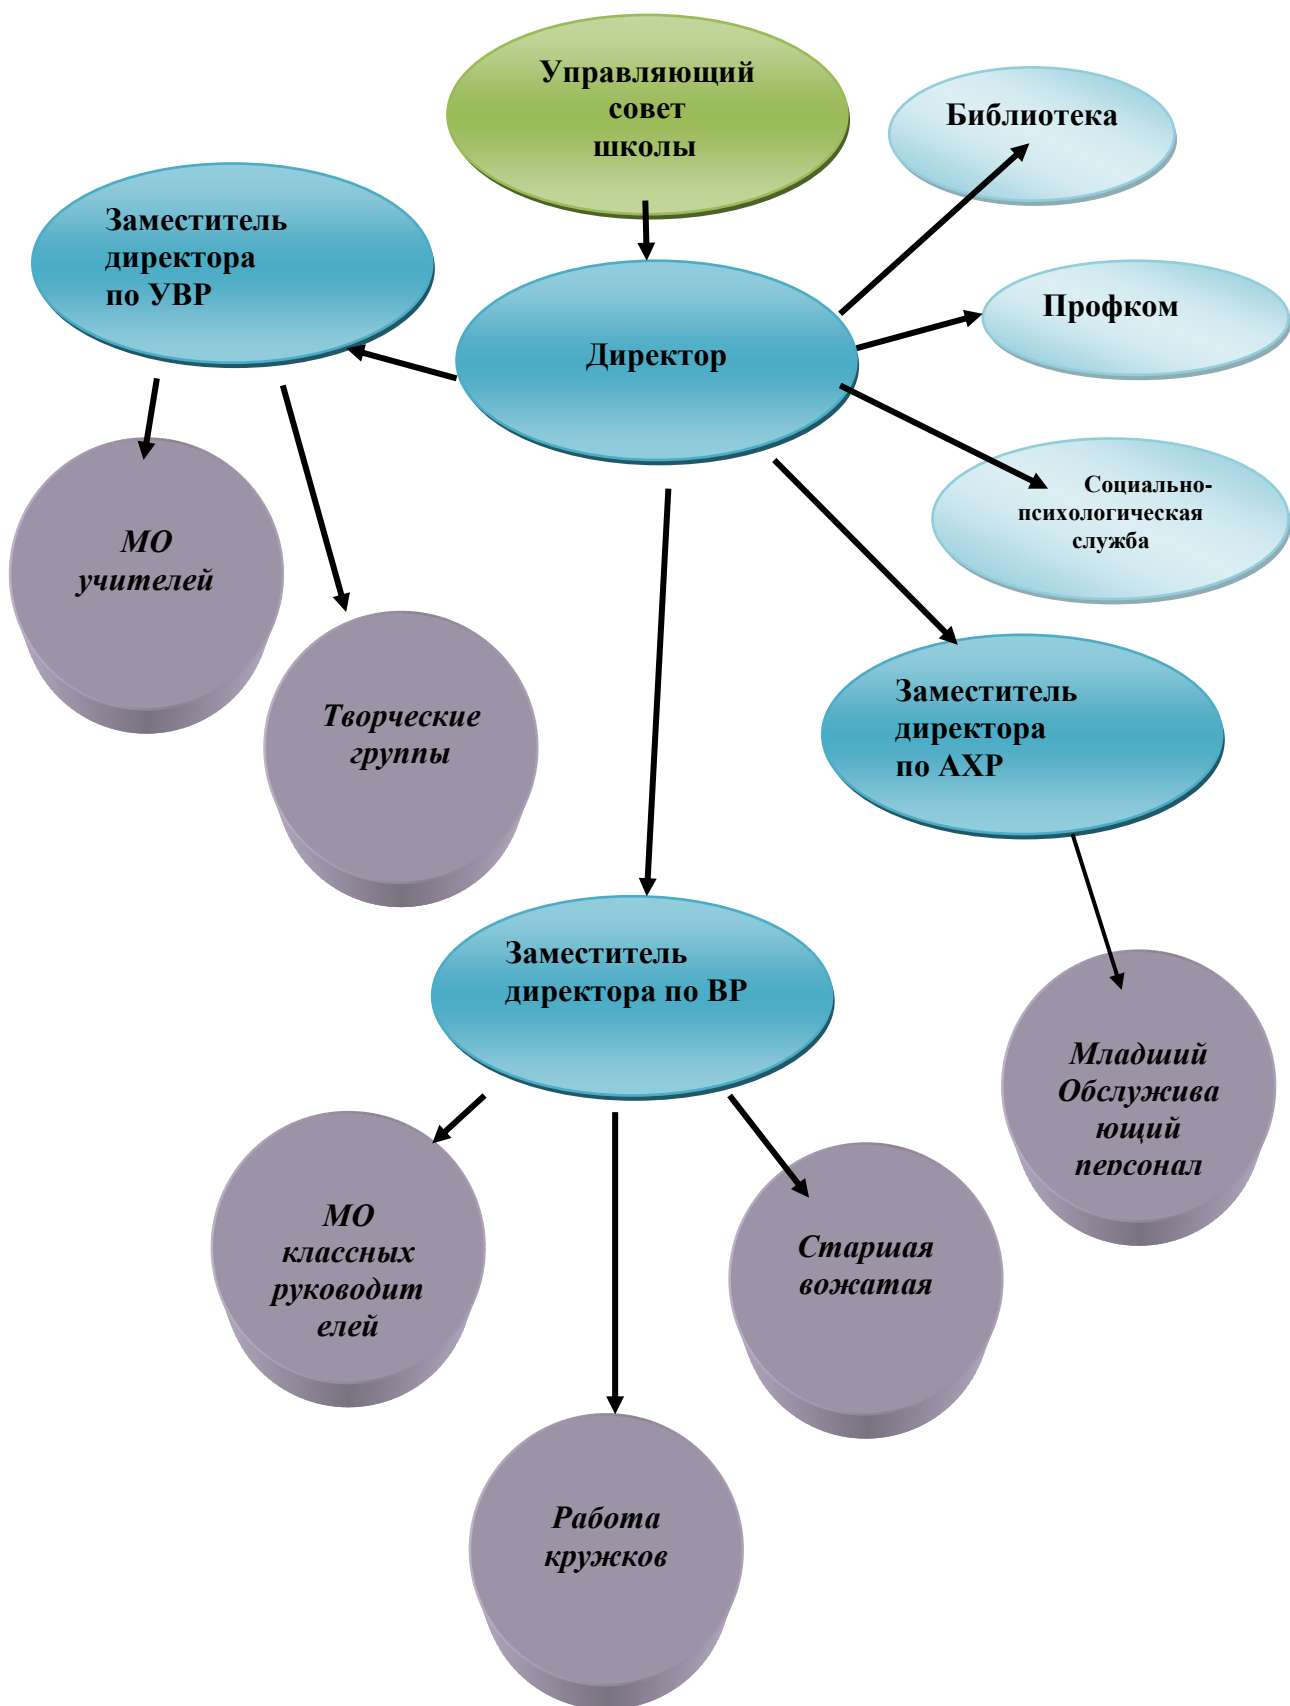 Управляющий
совет
школы
Библиотека
Заместитель
директора
по УВР
Профком
Директор
Социально-
психологическая
служба
МО
учителей
Творческие
группы
Заместитель
директора
по АХР
Заместитель
директора по ВР
Младший
Обслужива
ющий
персонал
МО
классных
руководит
елей
Старшая
вожатая
Работа
кружков